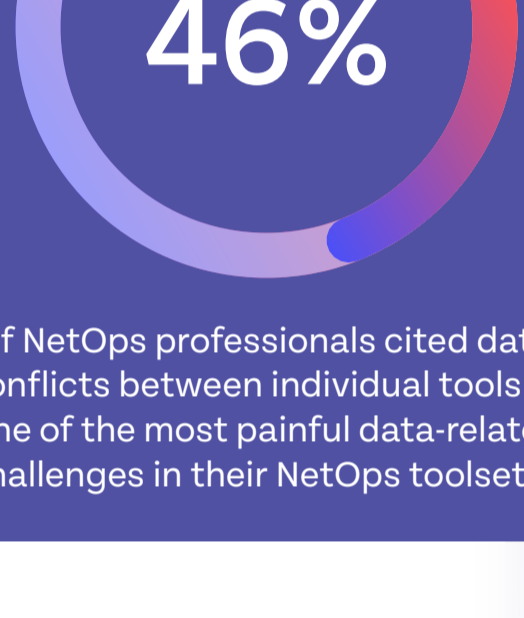 46%
f NetOps professionals cited dat
onflicts between individual tools
ne of the most painful data-relate
hallenges in their NetOps toolset